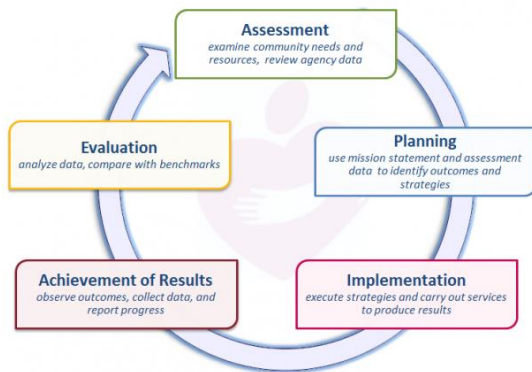 Assessment
examine community needs and
resources, review agency data
Planning
use mission statement and assessment
data to identify outcomes and
strategies
Implementation
execute strategies and carry out services
to produce results
Achievement of Results
observe outcomes, collect data, and
report progress
Evaluation
analyze data, compare with benchmarks